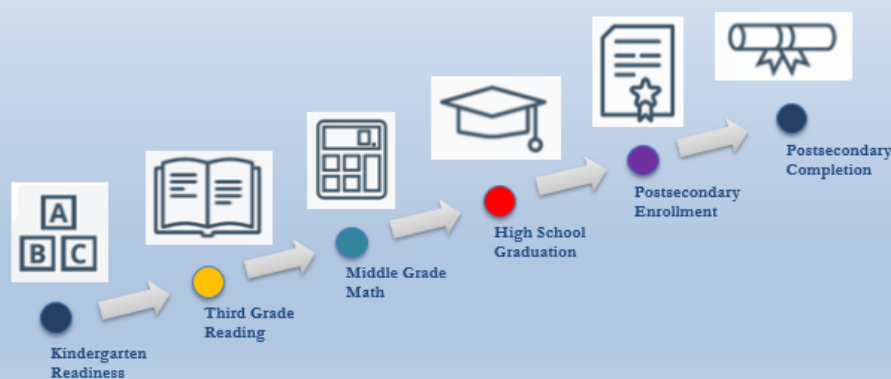 A
B C
Kindergarten
Readiness
Third Grade
Reading
Middle Grade
Math
High School
Graduation
Postsecondary
Enrollment
Postsecondary
Completion